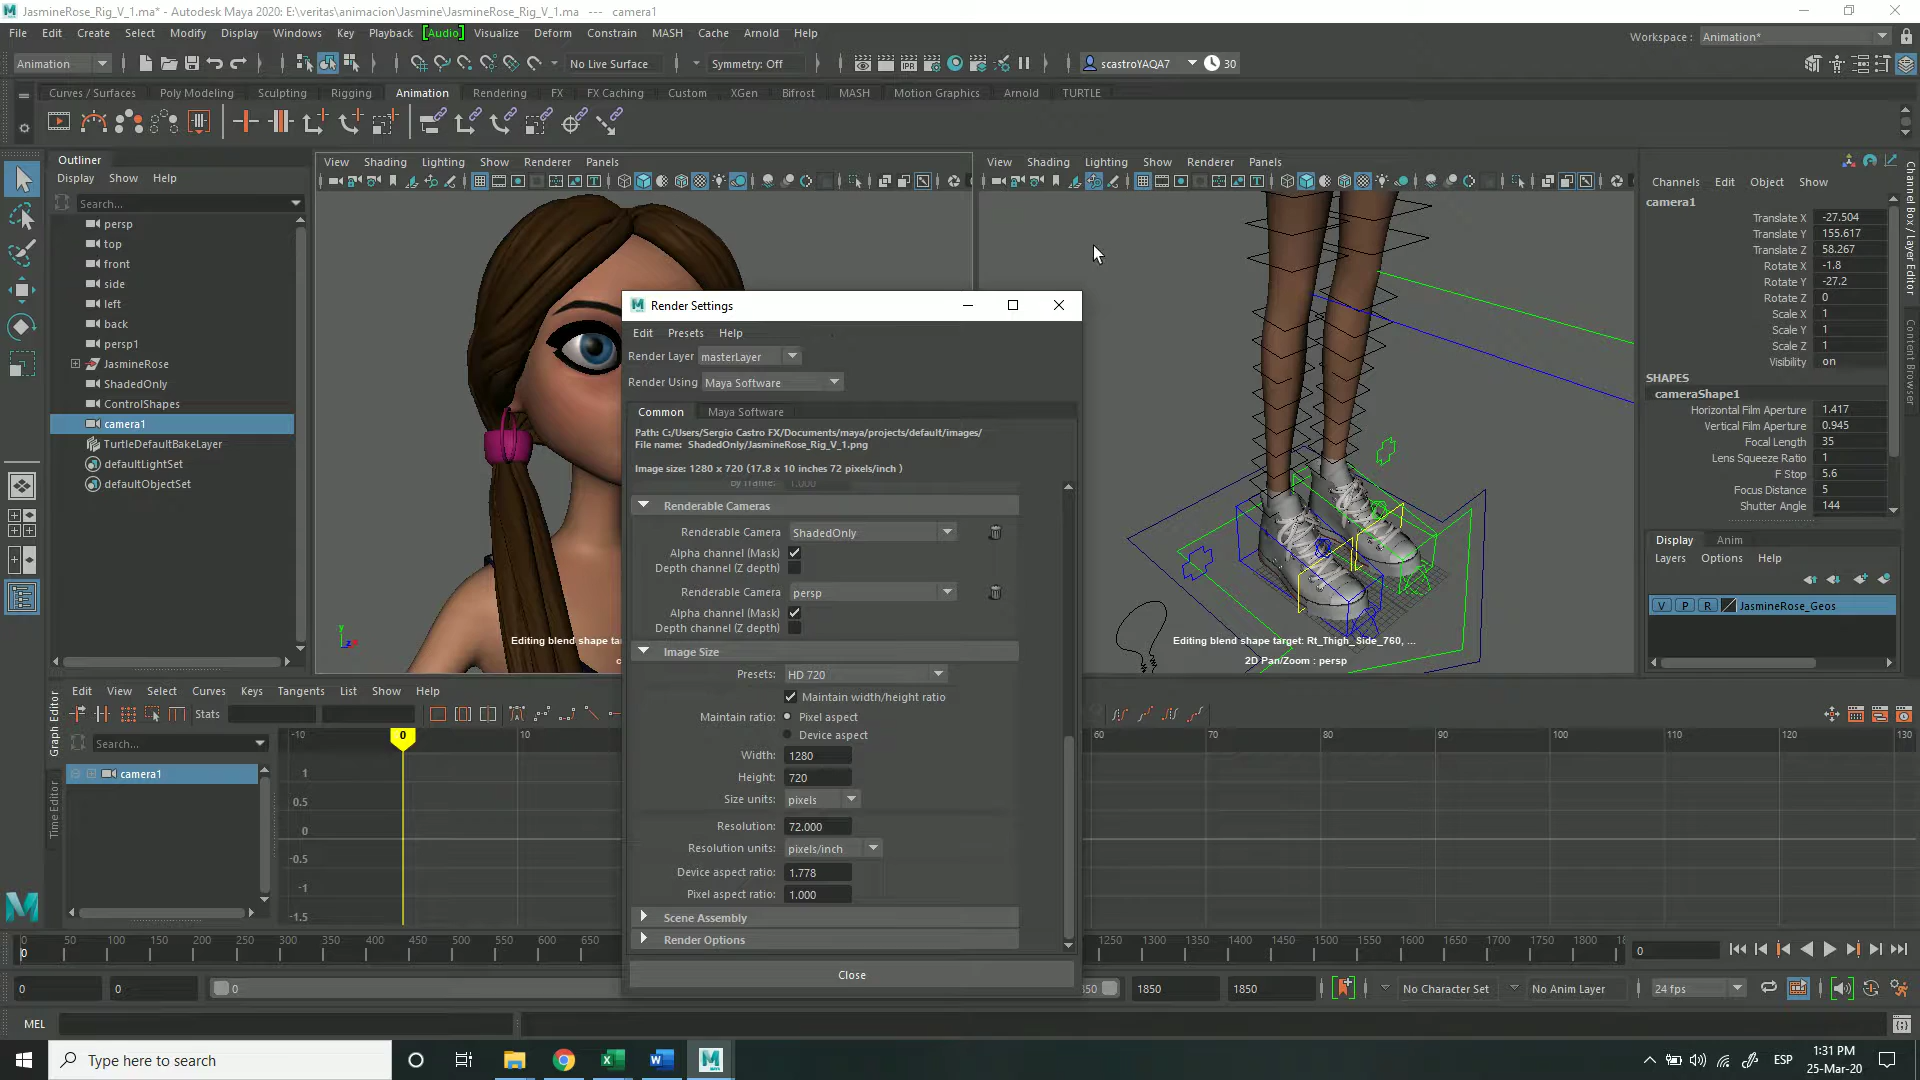 JasmineRose_Rig_V_1.ma* - Autodesk Maya 2020: E:\veritas\animacion\Jasmine\JasmineRose_Rig_V_1.ma --- camera1
File Edit Create Select Modify Display Windows Key Playback [Audio] Visualize Deform Constrain MASH Cache Arnold Help
Workspace : Animation*
Animation No Live Surface Symmetry: Off scastroYAQA7 30
Curves / Surfaces Poly Modeling Sculpting Rigging Animation Rendering FX FX Caching Custom XGen Bifrost MASH Motion Graphics Arnold TURTLE
Outliner
Display Show Help
Search...
persp
top
front
side
left
back
persp1
JasmineRose
ShadedOnly
ControlShapes
camera1
TurtleDefaultBakeLayer
defaultLightSet
defaultObjectSet
View Shading Lighting Show Renderer Panels
Editing blend shape ta
View Shading Lighting Show Renderer Panels
Editing blend shape target: Rt_Thigh_Side_760, ...
2D Pan/Zoom : persp
Render Settings
Edit Presets Help
Render Layer masterLayer
Render Using Maya Software
Common Maya Software
Path: C:/Users/Sergio Castro FX/Documents/maya/projects/default/images/
File name: ShadedOnly/JasmineRose_Rig_V_1.png
Image size: 1280 x 720 (17.8 x 10 inches 72 pixels/inch )
By frame: 1.000
Renderable Cameras
Renderable Camera ShadedOnly
Alpha channel (Mask)
Depth channel (Z depth)
Renderable Camera persp
Alpha channel (Mask)
Depth channel (Z depth)
Image Size
Presets: HD 720
Maintain width/height ratio
Maintain ratio: Pixel aspect
Device aspect
Width: 1280
Height: 720
Size units: pixels
Resolution: 72.000
Resolution units: pixels/inch
Device aspect ratio: 1.778
Pixel aspect ratio: 1.000
Scene Assembly
Render Options
Close
Channels Edit Object Show
camera1
Translate X -27.504
Translate Y 155.617
Translate Z 58.267
Rotate X -1.8
Rotate Y -27.2
Rotate Z 0
Scale X 1
Scale Y 1
Scale Z 1
Visibility on
SHAPES
cameraShape1
Horizontal Film Aperture 1.417
Vertical Film Aperture 0.945
Focal Length 35
Lens Squeeze Ratio 1
F Stop 5.6
Focus Distance 5
Shutter Angle 144
Display Anim
Layers Options Help
V P R JasmineRose_Geos
Channel Box / Layer Editor
Content Browser
Graph Editor
Time Editor
Edit View Select Curves Keys Tangents List Show Help
Stats
Search...
camera1
-10 0 10 60 70 80 90 100 110 120 130
1
0.5
0
-0.5
-1
-1.5
0 50 100 150 200 250 300 350 400 450 500 550 600 650 1250 1300 1350 1400 1450 1500 1550 1600 1650 1700 1750 1800 18
0
0
0 0 0 50 1850 1850 No Character Set No Anim Layer 24 fps
MEL
Type here to search
ESP
1:31 PM
25-Mar-20